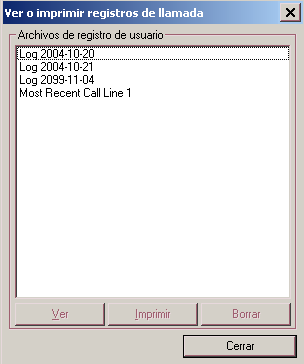 Ver o imprimir registros de llamada
Archivos de registro de usuario
Log 2004-10-20
Log 2004-10-21
Log 2099-11-04
Most Recent Call Line 1
Ver Imprimir Borrar
Cerrar